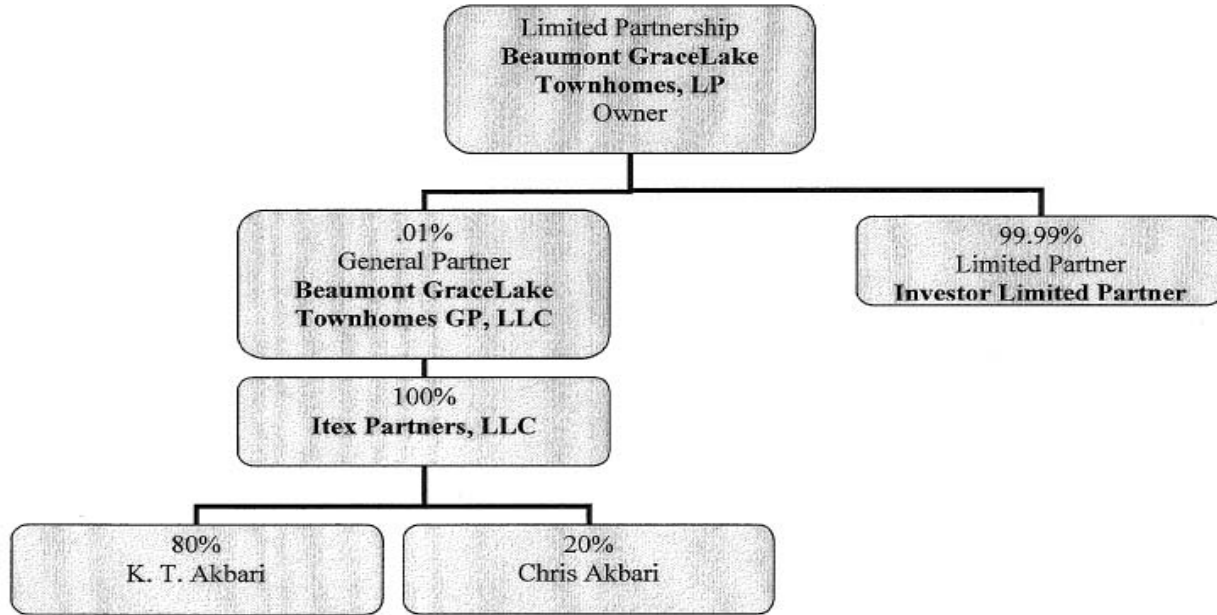 Limited Partnership
Beaumont GraceLake
Townhomes, LP
Owner
.01%
General Partner
Beaumont GraceLake
Townhomes GP, LLC
99.99%
Limited Partner
Investor Limited Partner
100%
Itex Partners, LLC
80%
K. T. Akbari
20%
Chris Akbari